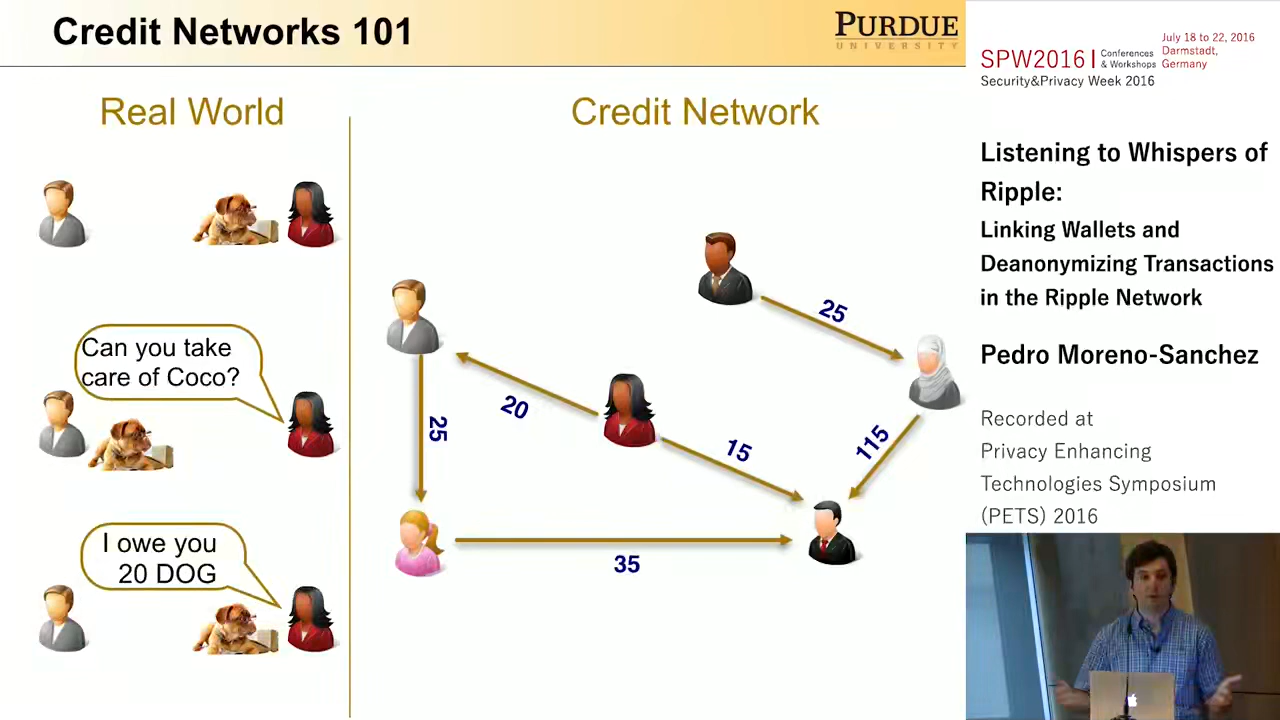 Credit Networks 101
PURDUE
UNIVERSITY
Real World
Credit Network
Can you take
care of Coco?
I owe you
20 DOG
25
20
25
15
115
35
SPW2016 | Conferences
& Workshops
July 18 to 22, 2016
Darmstadt,
Germany
Security&Privacy Week 2016
Listening to Whispers of
Ripple:
Linking Wallets and
Deanonymizing Transactions
in the Ripple Network
Pedro Moreno-Sanchez
Recorded at
Privacy Enhancing
Technologies Symposium
(PETS) 2016